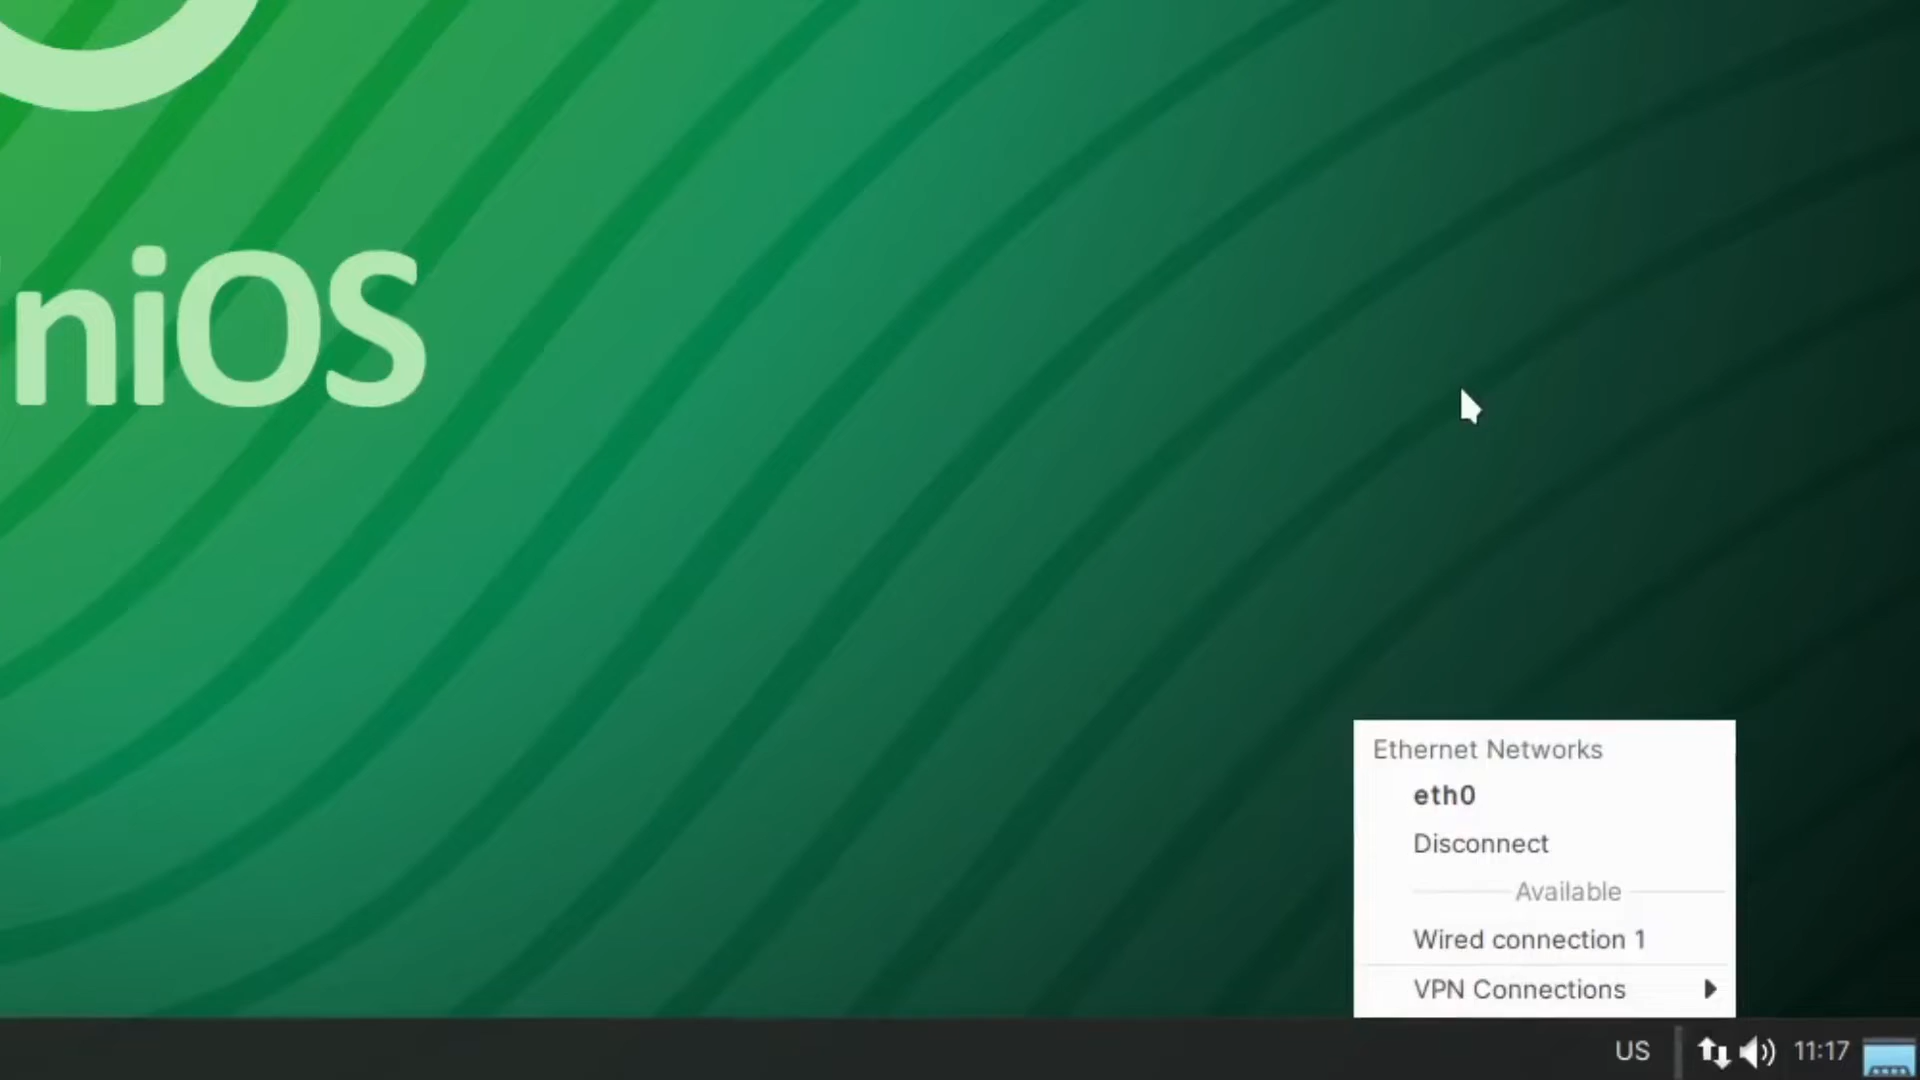 niOS
Ethernet Networks
eth0
Disconnect
Available
Wired connection 1
VPN Connections
US
11:17